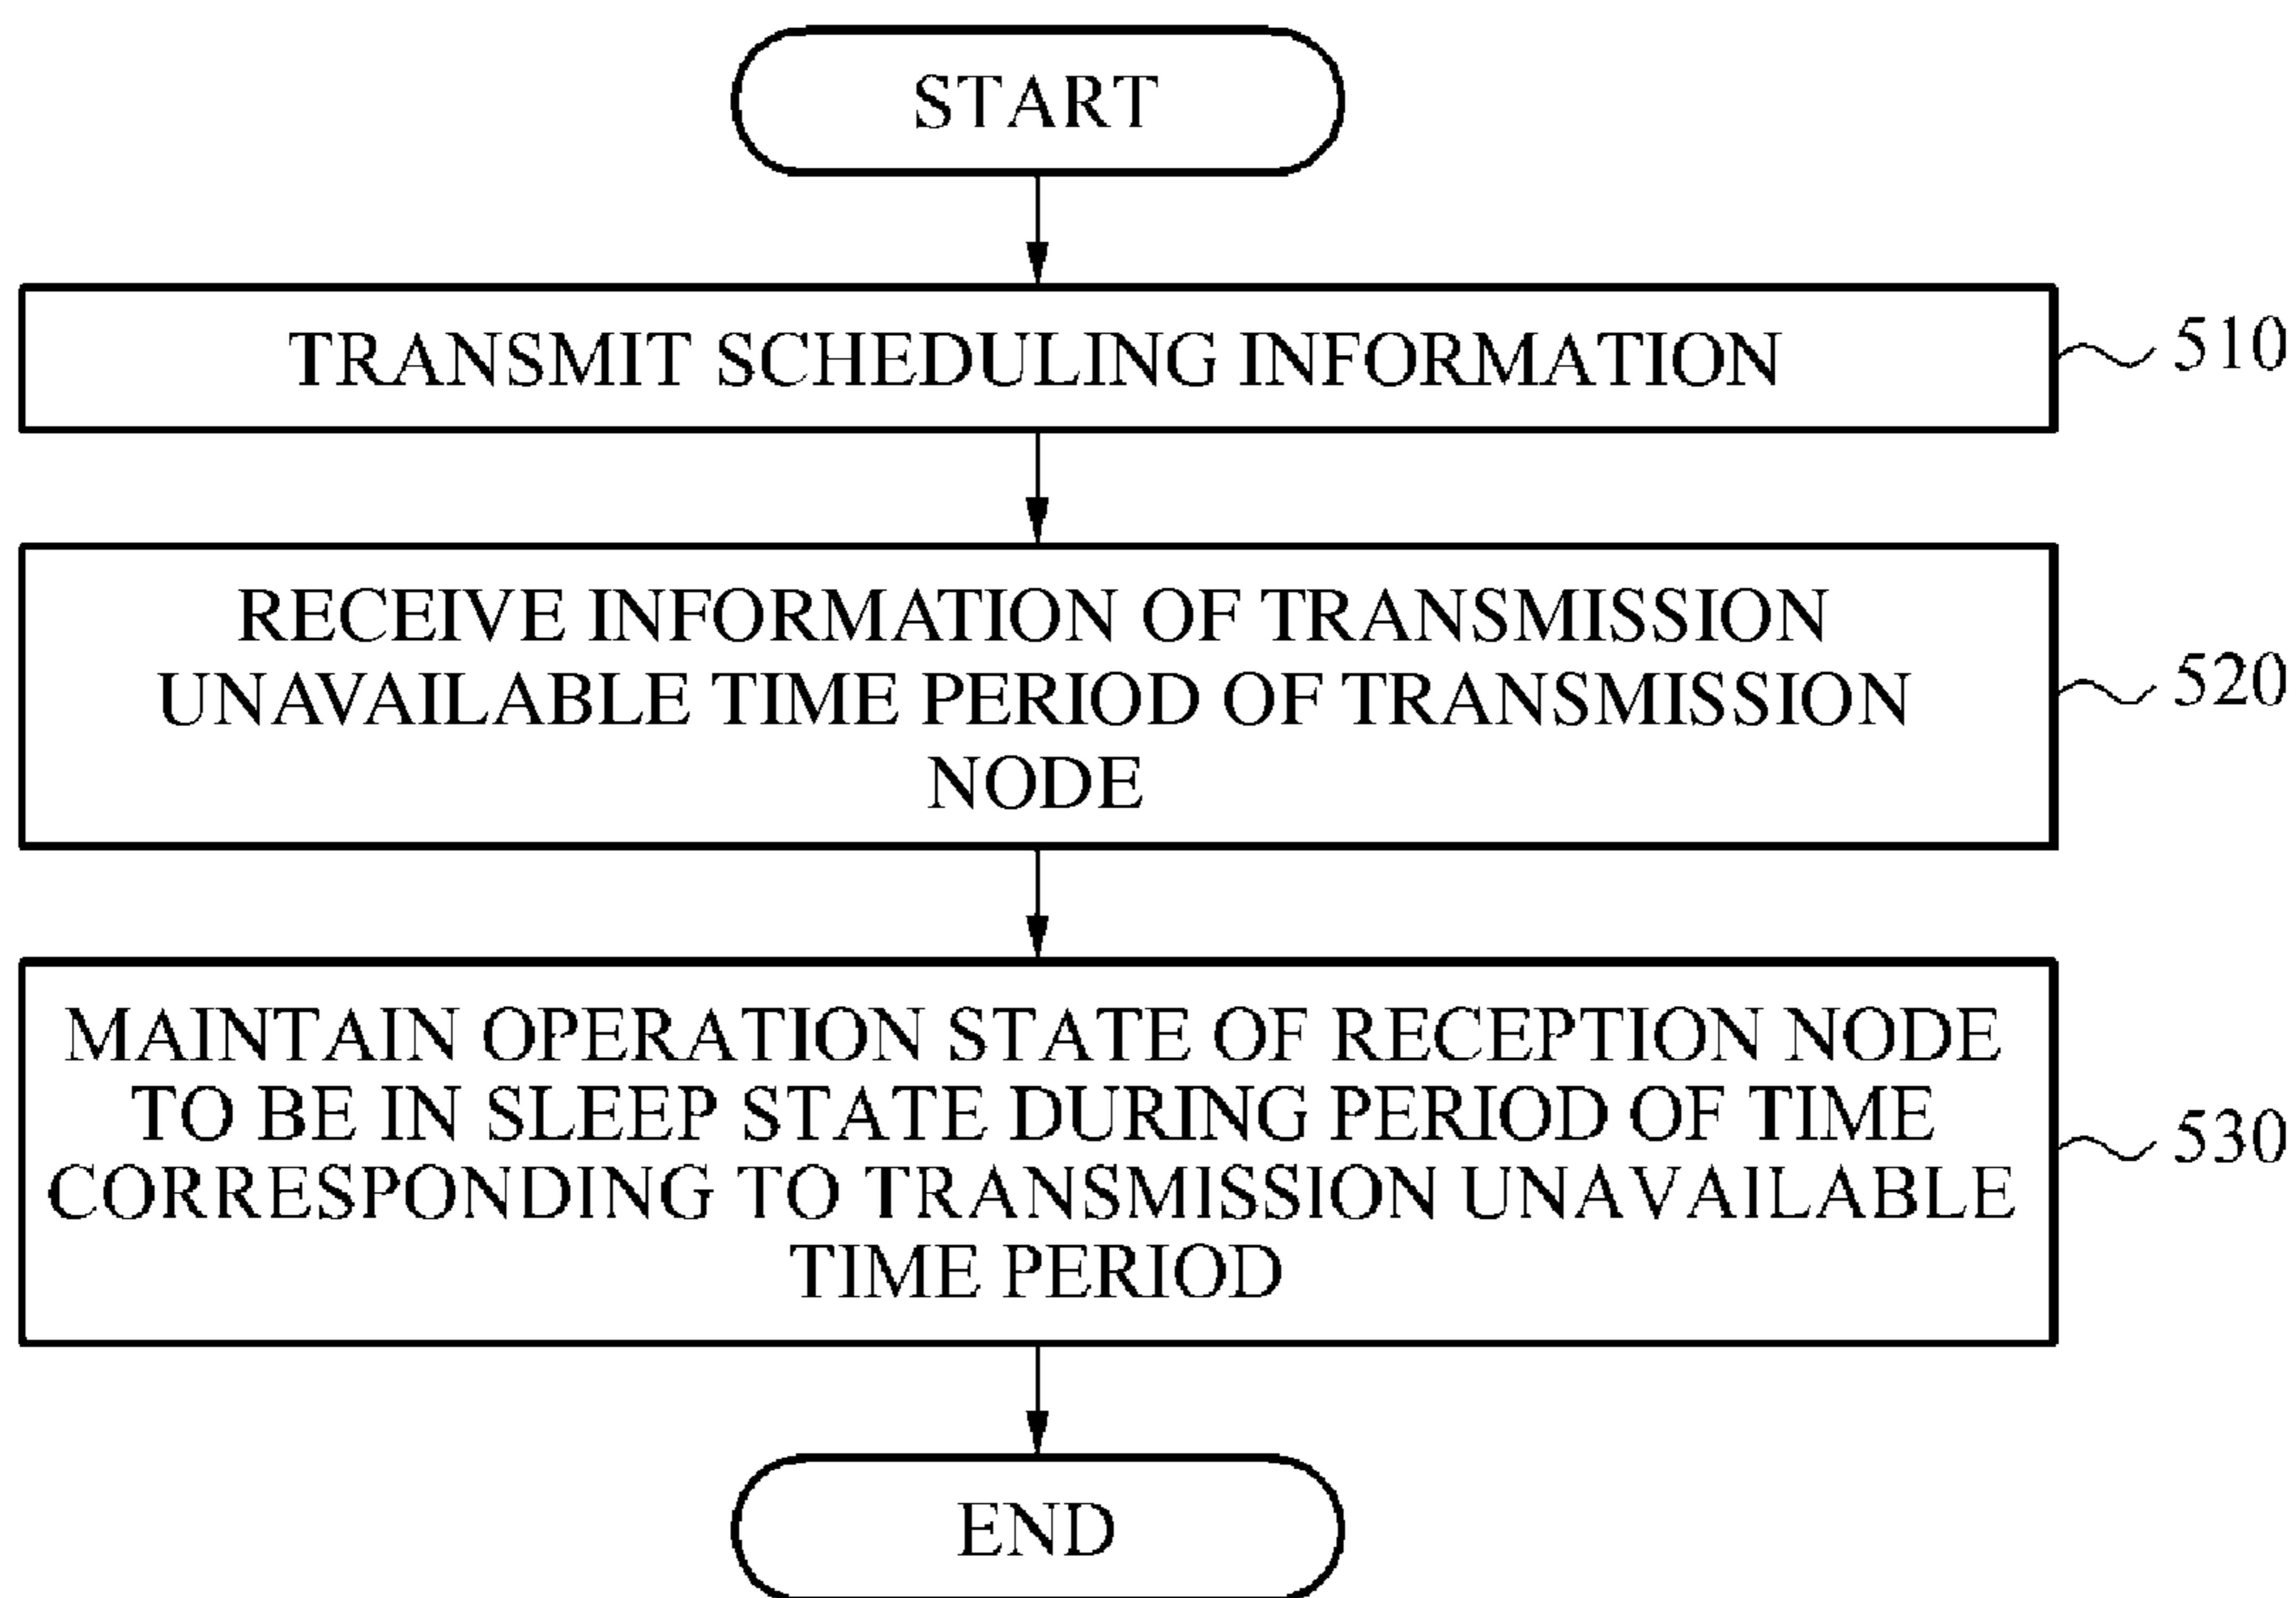 START
TRANSMIT SCHEDULING INFORMATION
510
RECEIVE INFORMATION OF TRANSMISSION
UNAVAILABLE TIME PERIOD OF TRANSMISSION
NODE
520
MAINTAIN OPERATION STATE OF RECEPTION NODE
TO BE IN SLEEP STATE DURING PERIOD OF TIME
CORRESPONDING TO TRANSMISSION UNAVAILABLE
TIME PERIOD
530
END